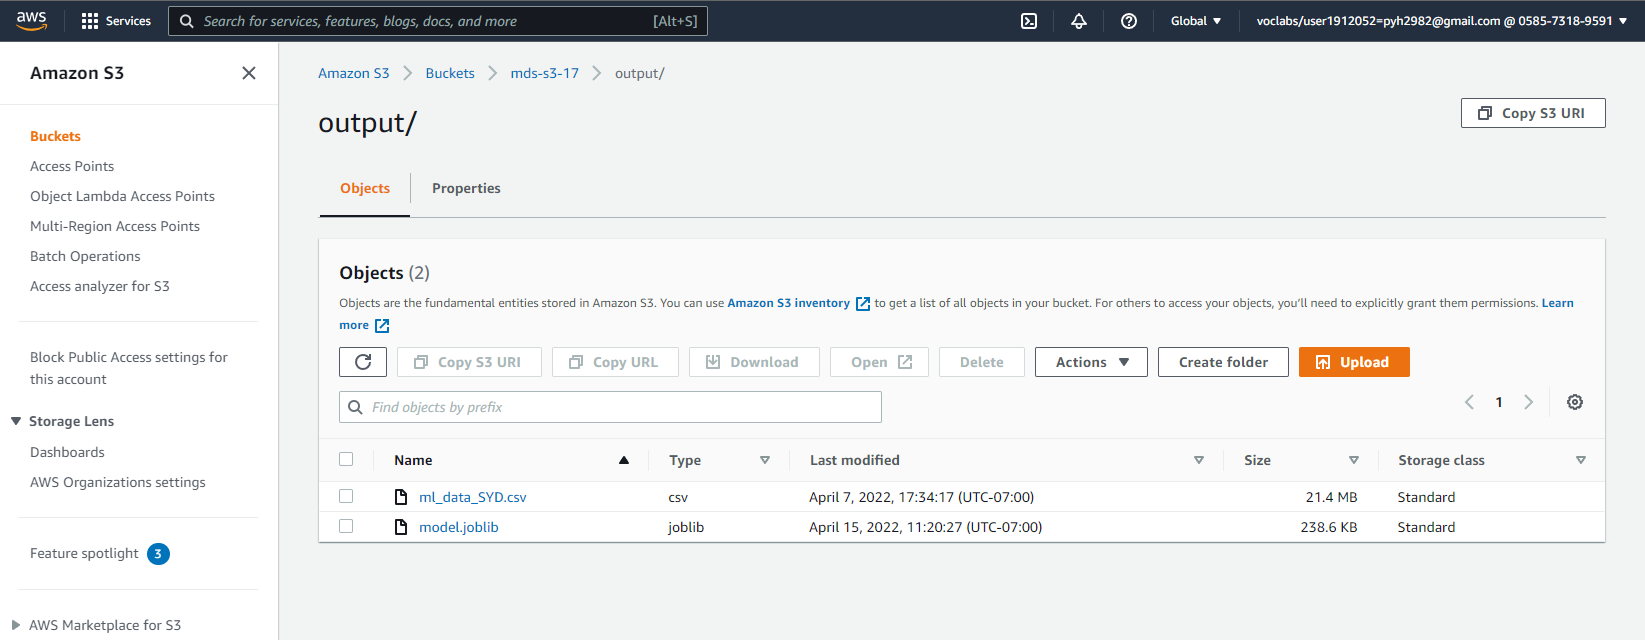 aws
Services
Search for services, features, blogs, docs, and more [Alt+S]
Global
voclabs/user1912052=pyh2982@gmail.com @ 0585-7318-9591
Amazon S3
Buckets
Access Points
Object Lambda Access Points
Multi-Region Access Points
Batch Operations
Access analyzer for S3
Block Public Access settings for
this account
Storage Lens
Dashboards
AWS Organizations settings
Feature spotlight 3
AWS Marketplace for S3
Amazon S3 Buckets mds-s3-17 output/
output/
Copy S3 URI
Objects Properties
Objects (2)
Objects are the fundamental entities stored in Amazon S3. You can use Amazon S3 inventory to get a list of all objects in your bucket. For others to access your objects, you'll need to explicitly grant them permissions. Learn
more
Copy S3 URI Copy URL Download Open Delete Actions Create folder Upload
Find objects by prefix
1
Name Type Last modified Size Storage class
ml_data_SYD.csv csv April 7, 2022, 17:34:17 (UTC-07:00) 21.4 MB Standard
model.joblib joblib April 15, 2022, 11:20:27 (UTC-07:00) 238.6 KB Standard